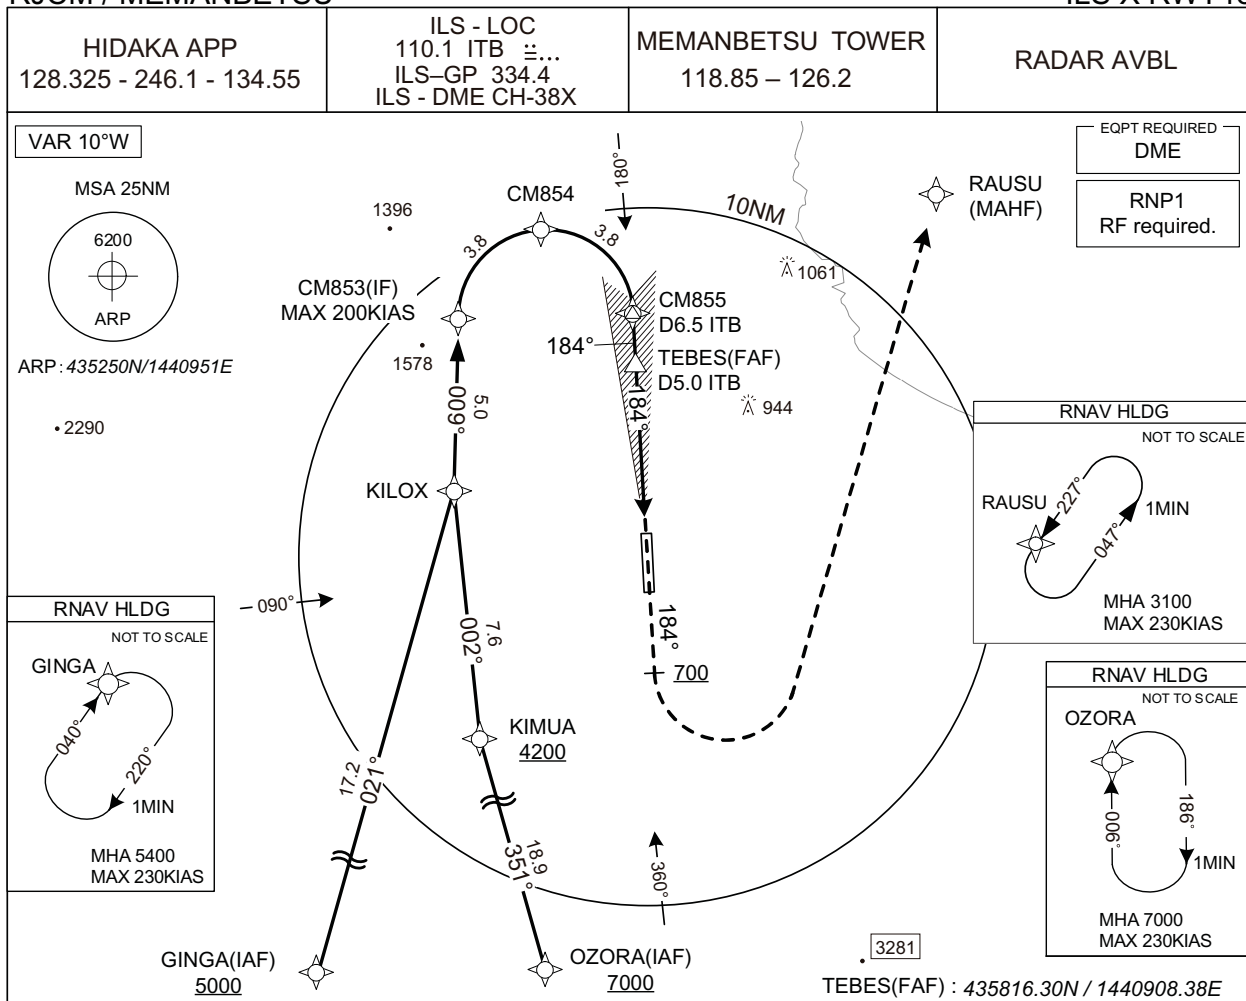 HIDAKA APP
128.325 - 246.1 - 134.55
ILS - LOC
110.1 ITB
ILS–GP 334.4
ILS - DME CH-38X
MEMANBETSU TOWER
118.85 – 126.2
RADAR AVBL
VAR 10°W
MSA 25NM
6200
ARP
ARP: 435250N/1440951E
2290
1396
1578
CM854
3.8
3.8
180°
10NM
EQPT REQUIRED
DME
RNP1
RF required.
RAUSU
(MAHF)
1061
CM853(IF)
MAX 200KIAS
CM855
D6.5 ITB
184°
TEBES(FAF)
D5.0 ITB
184°
944
5.0
009°
KILOX
090°
7.6
002°
184°
700
KIMUA
4200
17.2
021°
18.9
351°
360°
RNAV HLDG
NOT TO SCALE
RAUSU
227°
047°
1MIN
MHA 3100
MAX 230KIAS
RNAV HLDG
NOT TO SCALE
GINGA
040°
220°
1MIN
MHA 5400
MAX 230KIAS
RNAV HLDG
NOT TO SCALE
OZORA
186°
006°
1MIN
MHA 7000
MAX 230KIAS
GINGA(IAF)
5000
OZORA(IAF)
7000
3281
TEBES(FAF) : 435816.30N / 1440908.38E